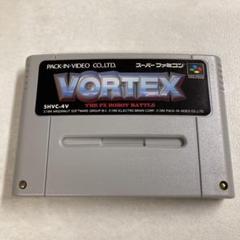 PACK-IN-VIDEO CO.,LTD. スーパーファミコン
VORTEX
THE FX ROBOT BATTLE
SHVC-4V